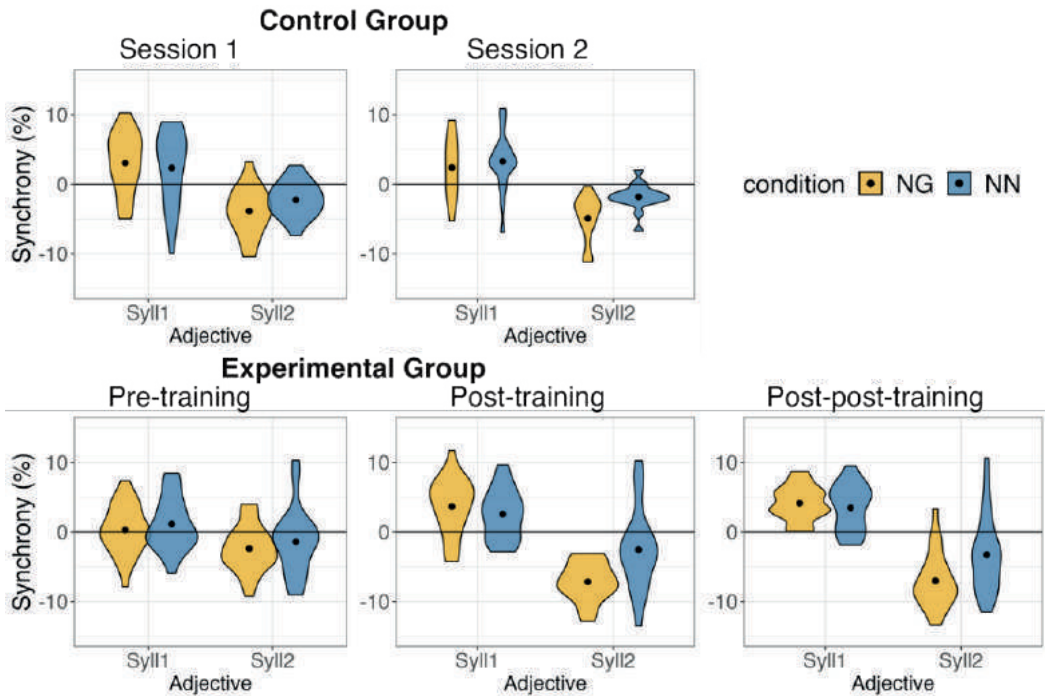 Control Group
Session 1 Session 2
Synchrony (%)
10
0
-10
10
0
-10
condition NG NN
Syll1 Syll2
Adjective
Syll1 Syll2
Adjective
Experimental Group
Pre-training Post-training Post-post-training
Synchrony (%)
10
0
-10
10
0
-10
10
0
-10
Syll1 Syll2
Adjective
Syll1 Syll2
Adjective
Syll1 Syll2
Adjective